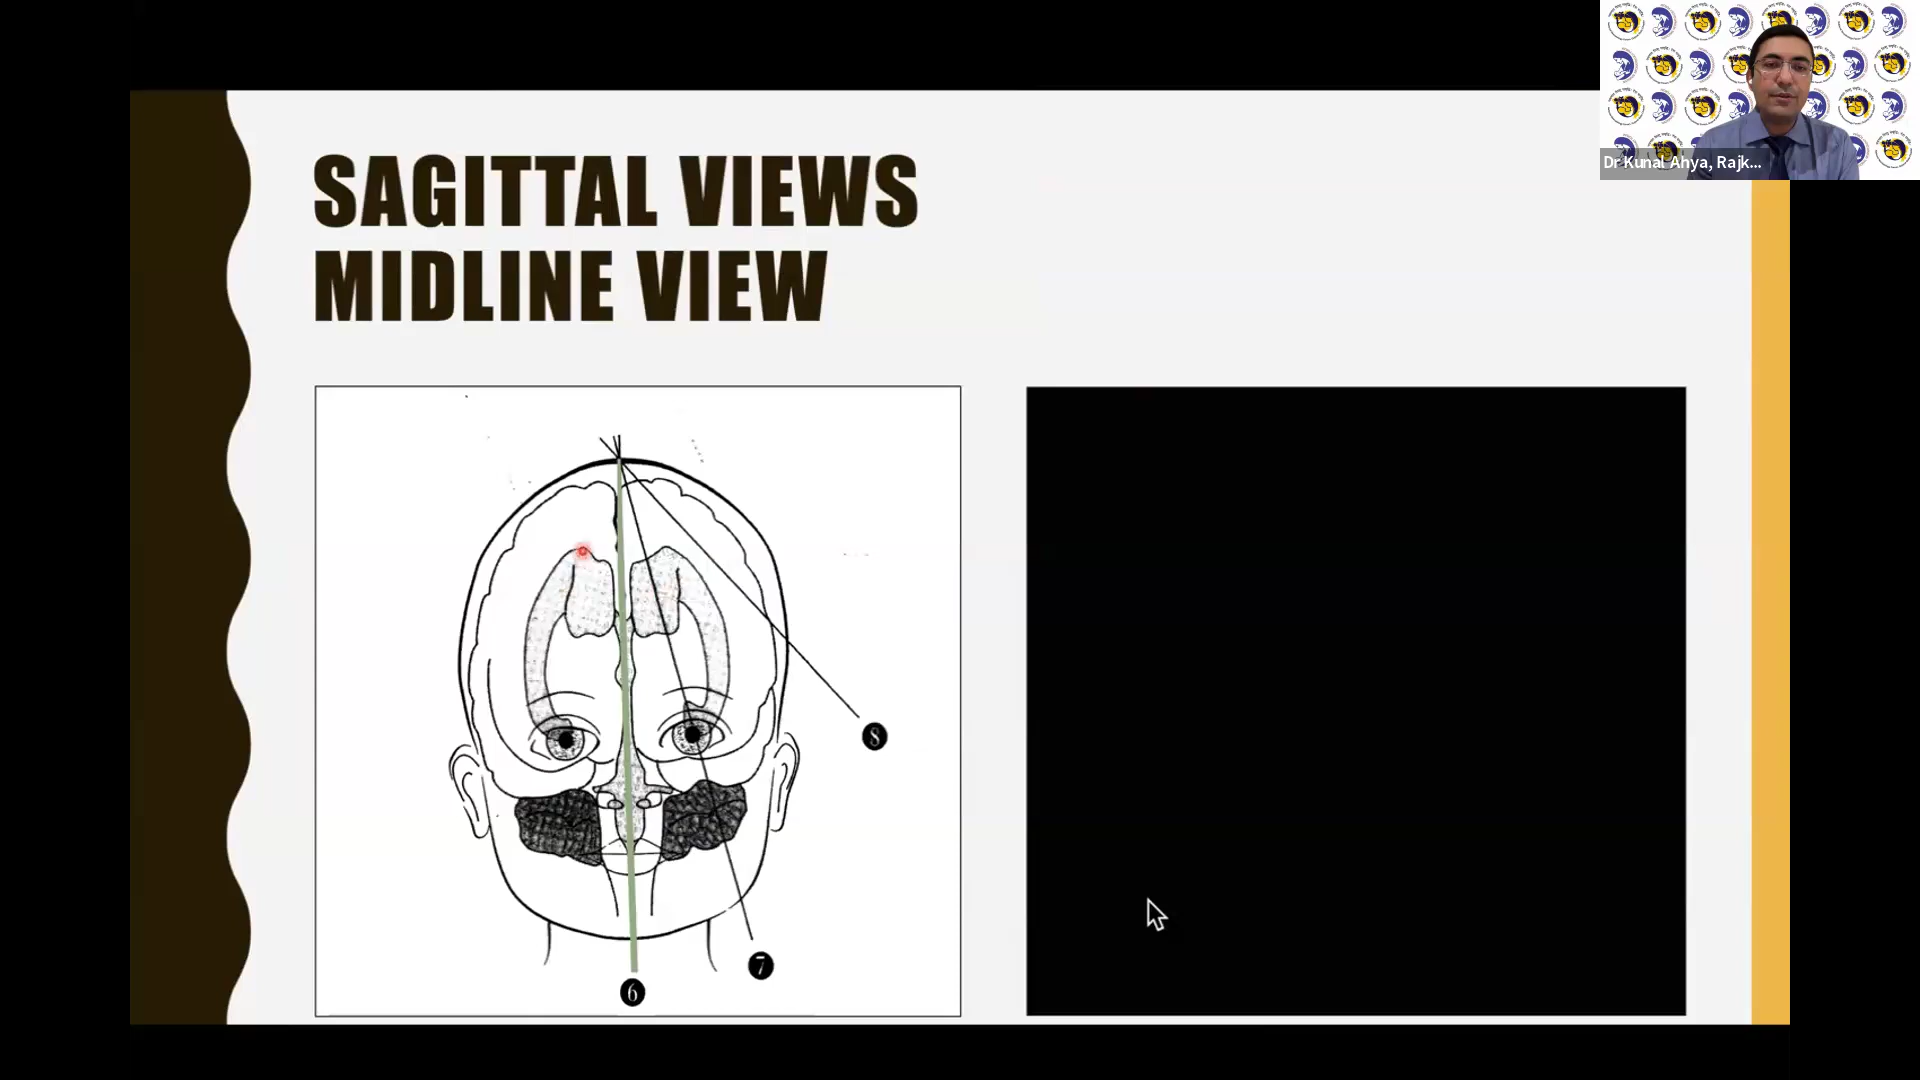 Dr Kunal Ahya, Rajk...
SAGITTAL VIEWS
MIDLINE VIEW
8
7
6